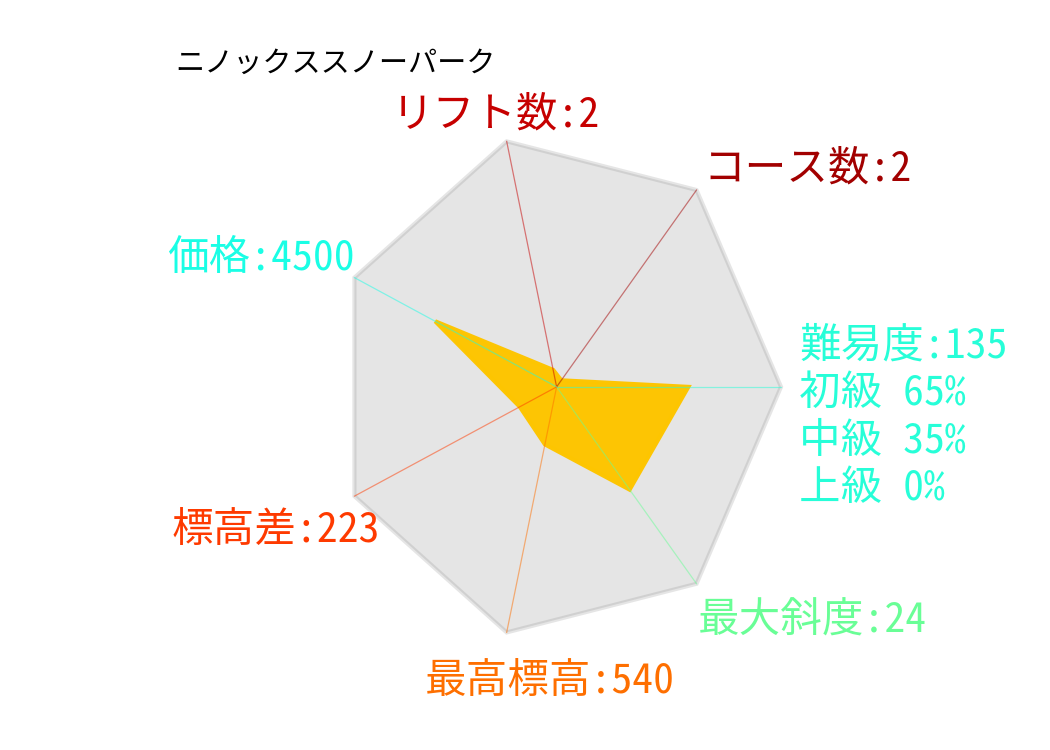 ニノックススノーパーク
リフト数:2
コース数:2
価格:4500
難易度:135
初級 65%
中級 35%
上級 0%
標高差:223
最大斜度:24
最高標高:540